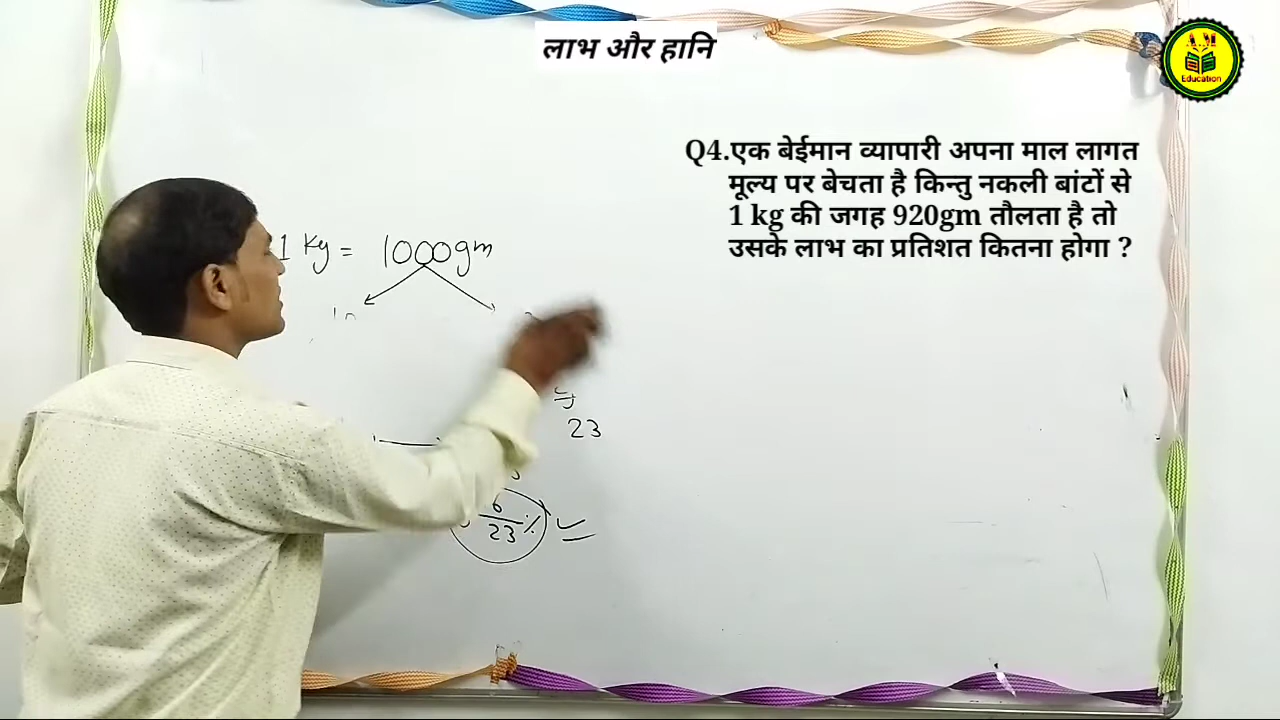 लाभ और हानि
A.M
Education
Q4.एक बेईमान व्यापारी अपना माल लागत
मूल्य पर बेचता है किन्तु नकली बांटों से
1 kg की जगह 920gm तौलता है तो
उसके लाभ का प्रतिशत कितना होगा ?
1 Kg = 1000gm
23
6
23 %